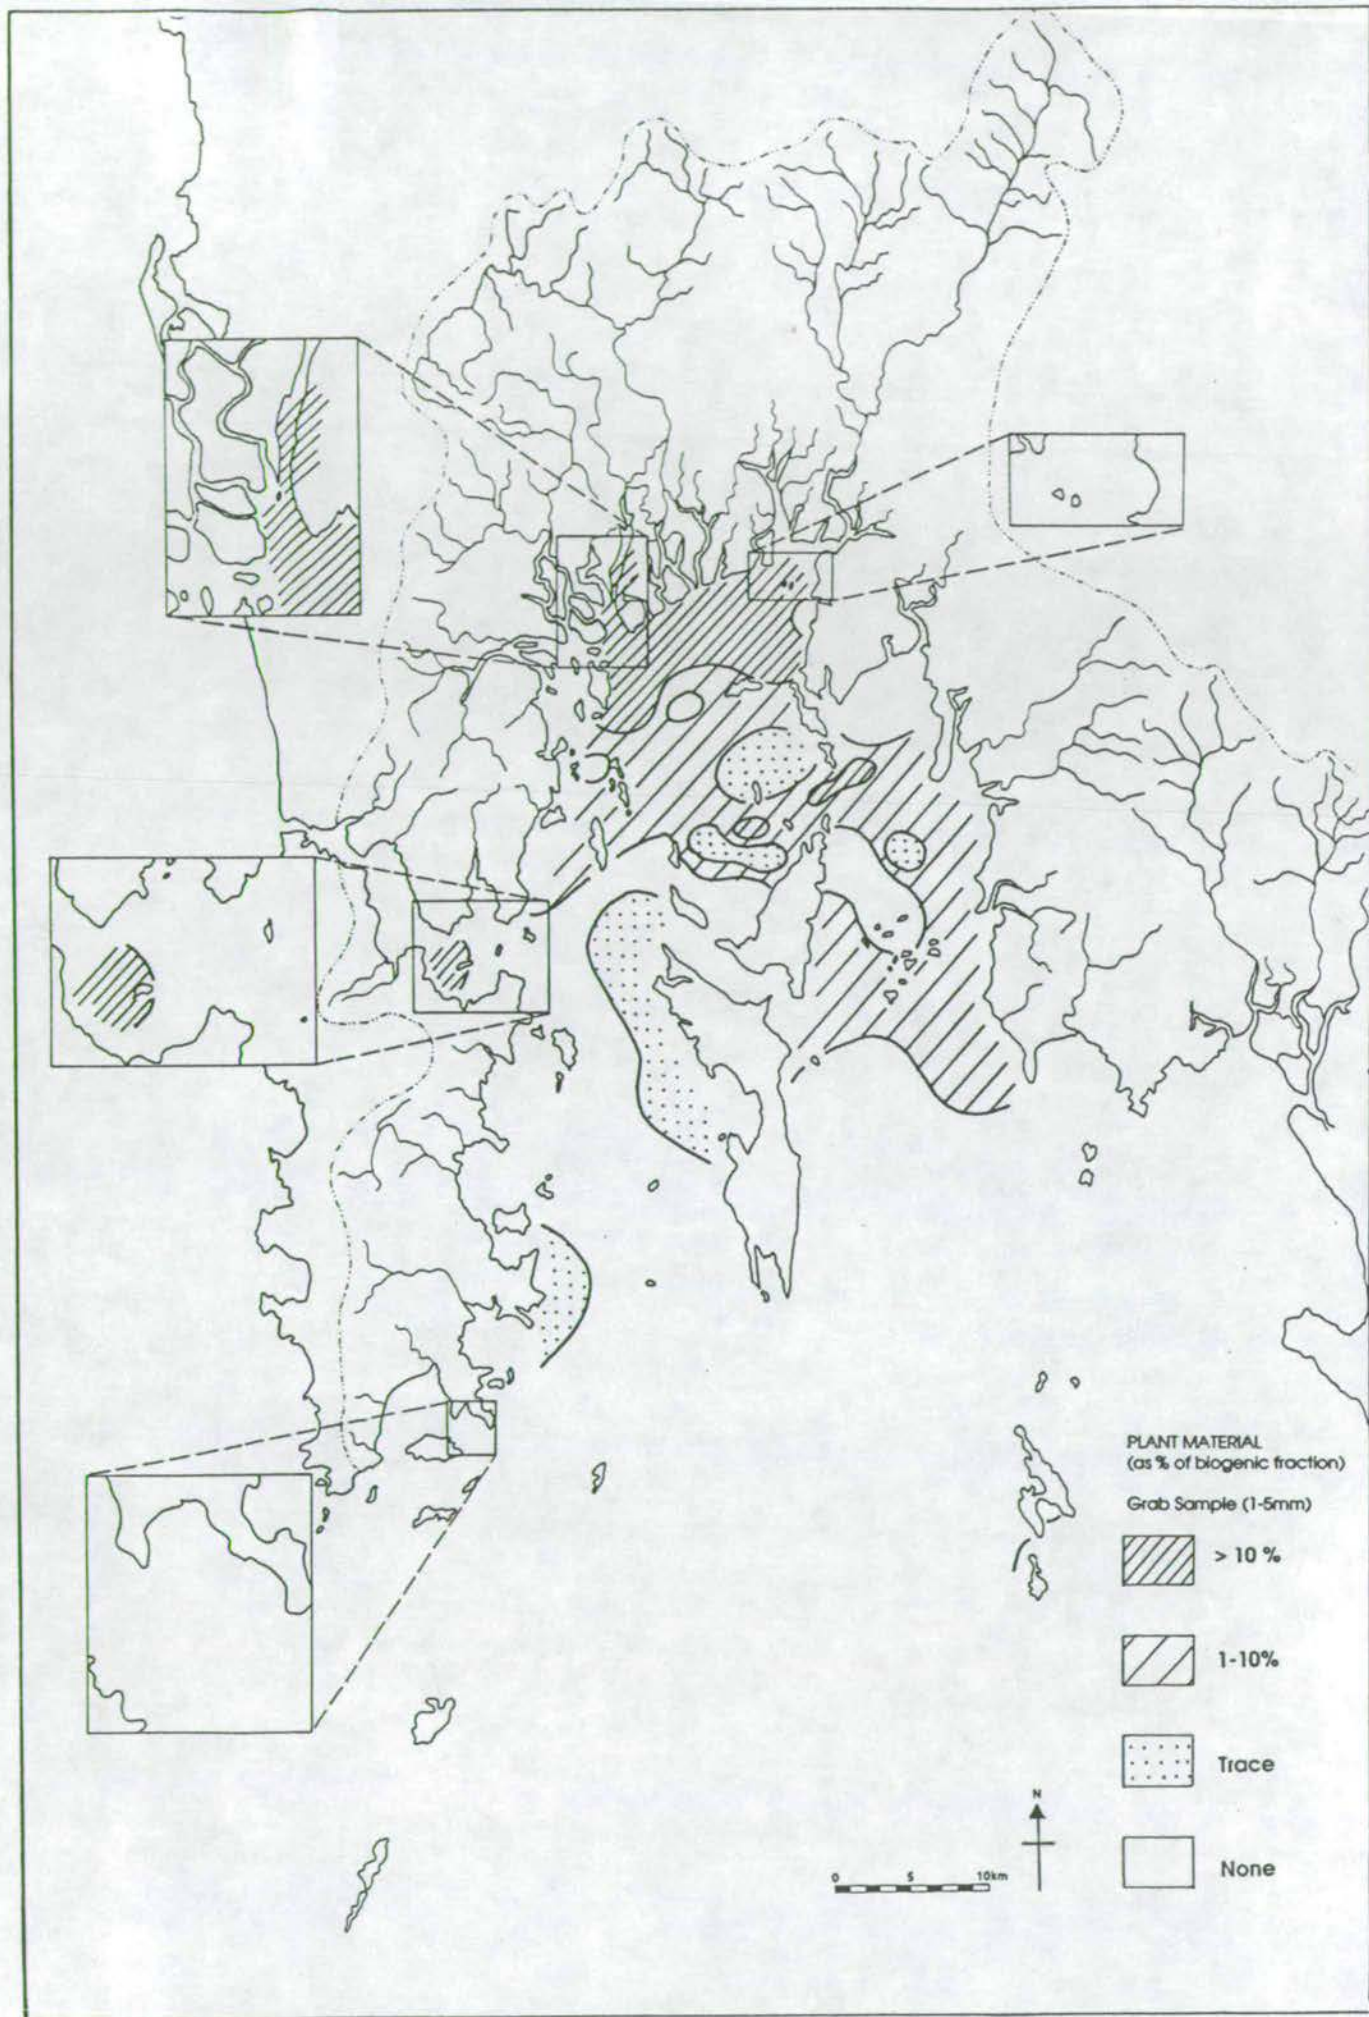 PLANT MATERIAL
(as % of biogenic fraction)
Grab Sample (1-5mm)
> 10 %
1-10%
Trace
None
N
0 5 10km